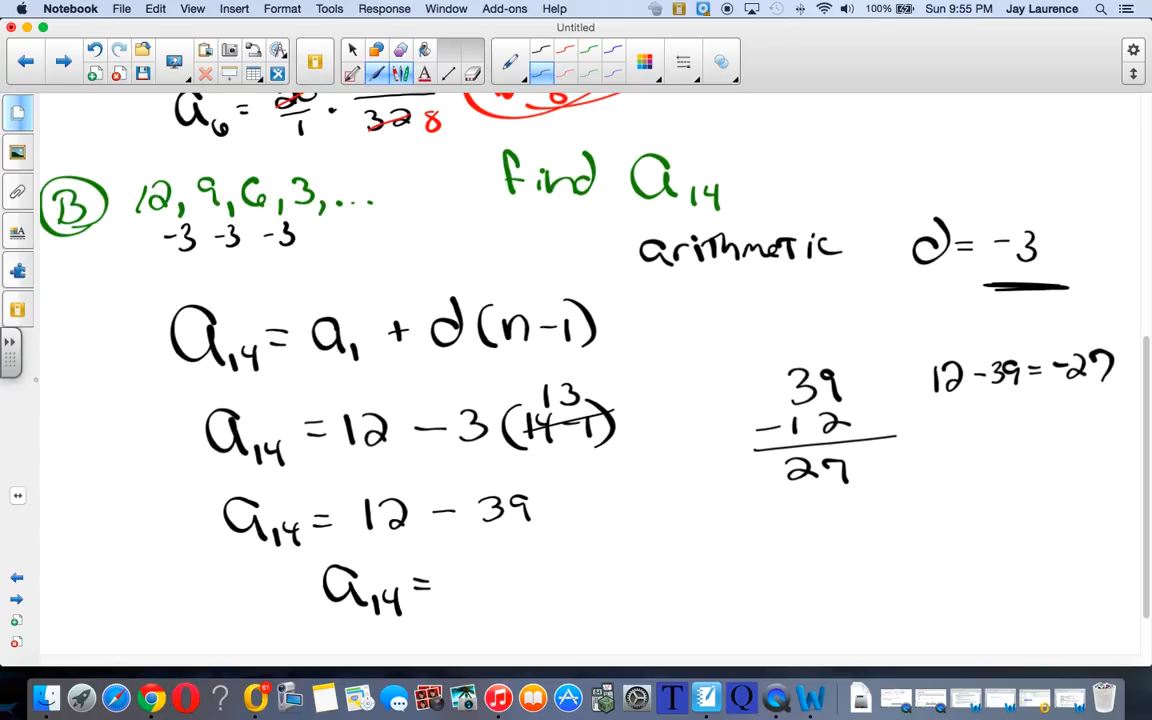 Notebook File Edit View Insert Format Tools Response Window Add-ons Help 100% Sun 9:55 PM Jay Laurence
Untitled
a6 = 1 · 32 8
B 12, 9, 6, 3, ... find a14
-3 -3 -3
arithmetic d = -3
a14 = a1 + d(n-1)
13
a14 = 12 - 3(14-1)
39 12 - 39 = -27
-12
27
a14 = 12 - 39
a14 =